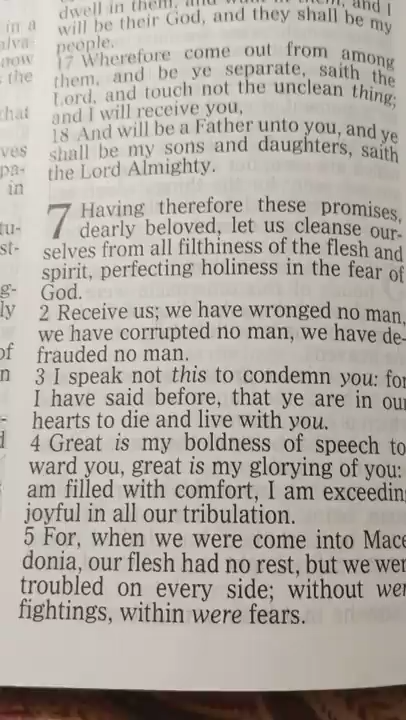 dwell in them, and
will be their God, and they shall be my
people.
17 Wherefore come out from among
them, and be ye separate, saith the
Lord, and touch not the unclean thing;
and I will receive you,
18 And will be a Father unto you, and ye
shall be my sons and daughters, saith
the Lord Almighty.
7 Having therefore these promises,
dearly beloved, let us cleanse our-
selves from all filthiness of the flesh and
spirit, perfecting holiness in the fear of
God.
2 Receive us; we have wronged no man,
we have corrupted no man, we have de-
frauded no man.
3 I speak not this to condemn you: for
I have said before, that ye are in our
hearts to die and live with you.
4 Great is my boldness of speech to
ward you, great is my glorying of you:
am filled with comfort, I am exceedin
joyful in all our tribulation.
5 For, when we were come into Mace
donia, our flesh had no rest, but we wer
troubled on every side; without wer
fightings, within were fears.